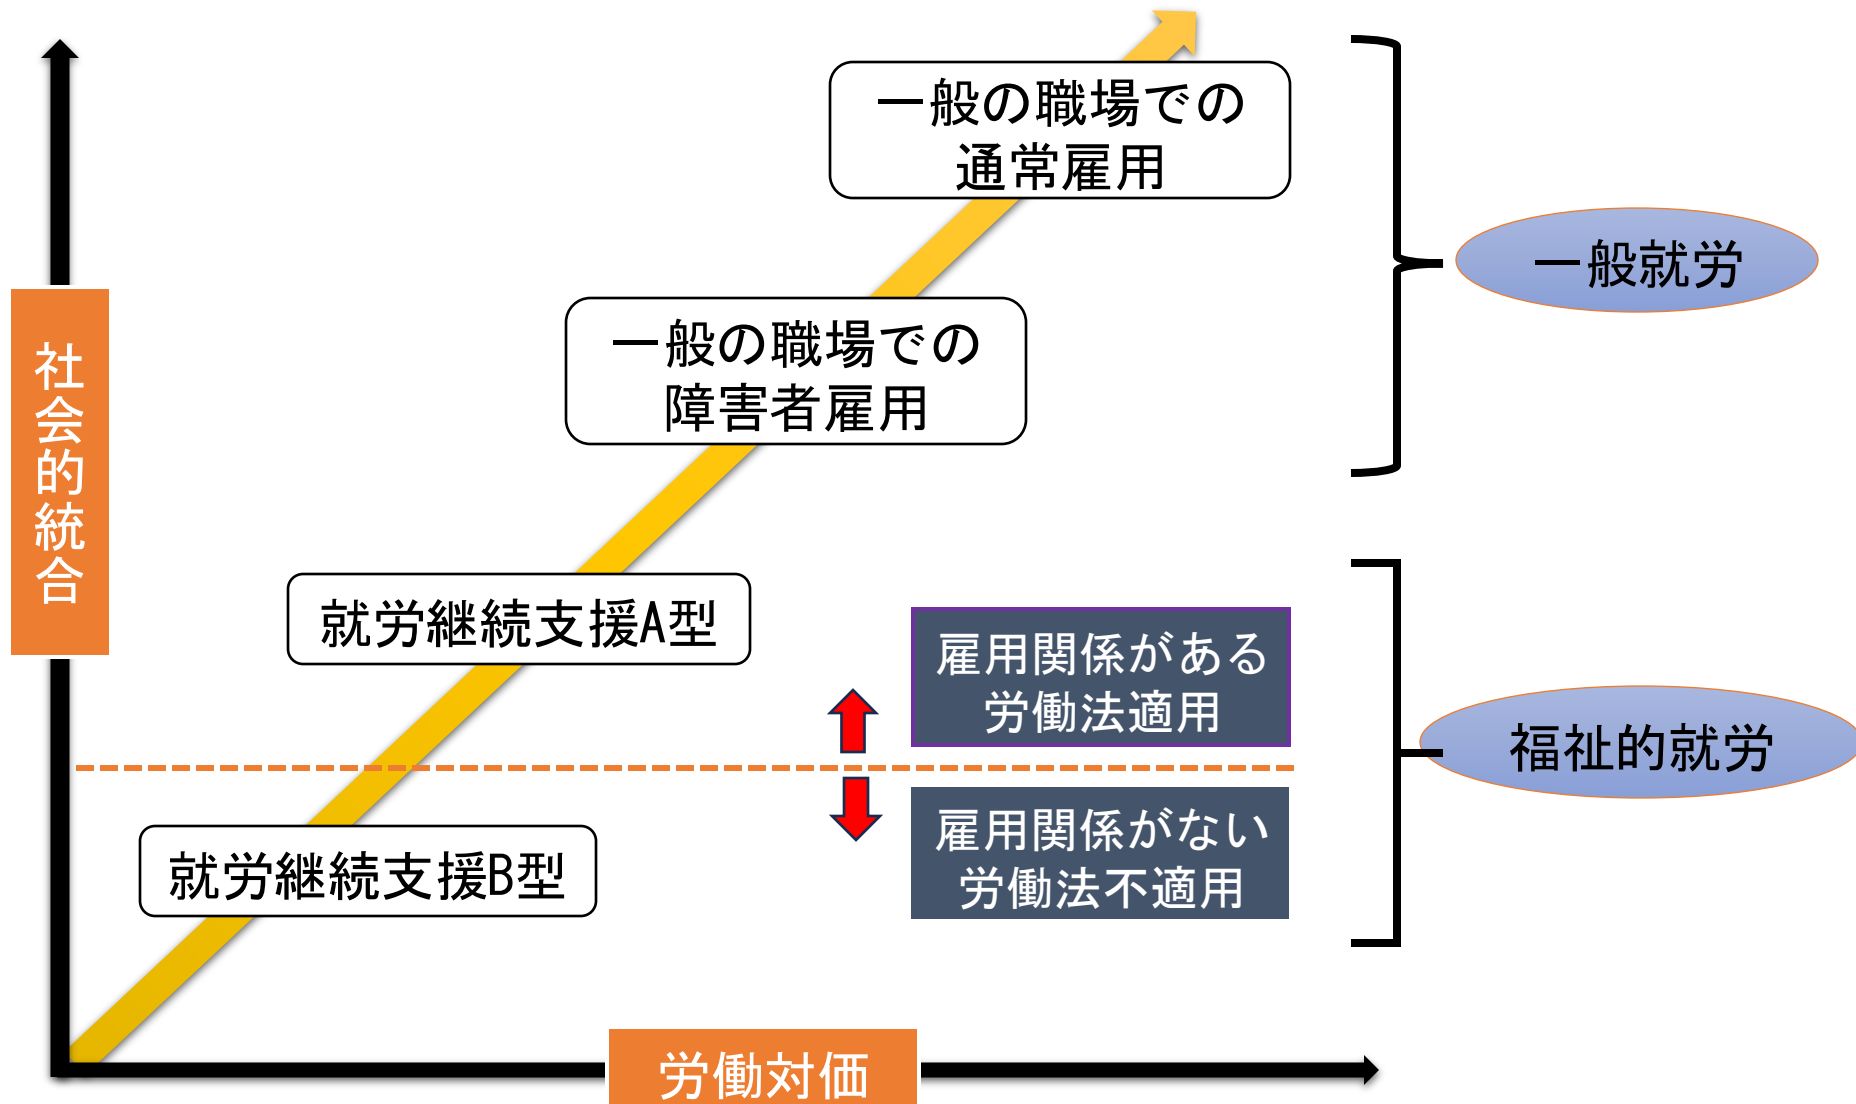 一般の職場での
通常雇用
一般就労
一般の職場での
障害者雇用
社会的統合
就労継続支援A型
雇用関係がある
労働法適用
福祉的就労
雇用関係がない
労働法不適用
就労継続支援B型
労働対価